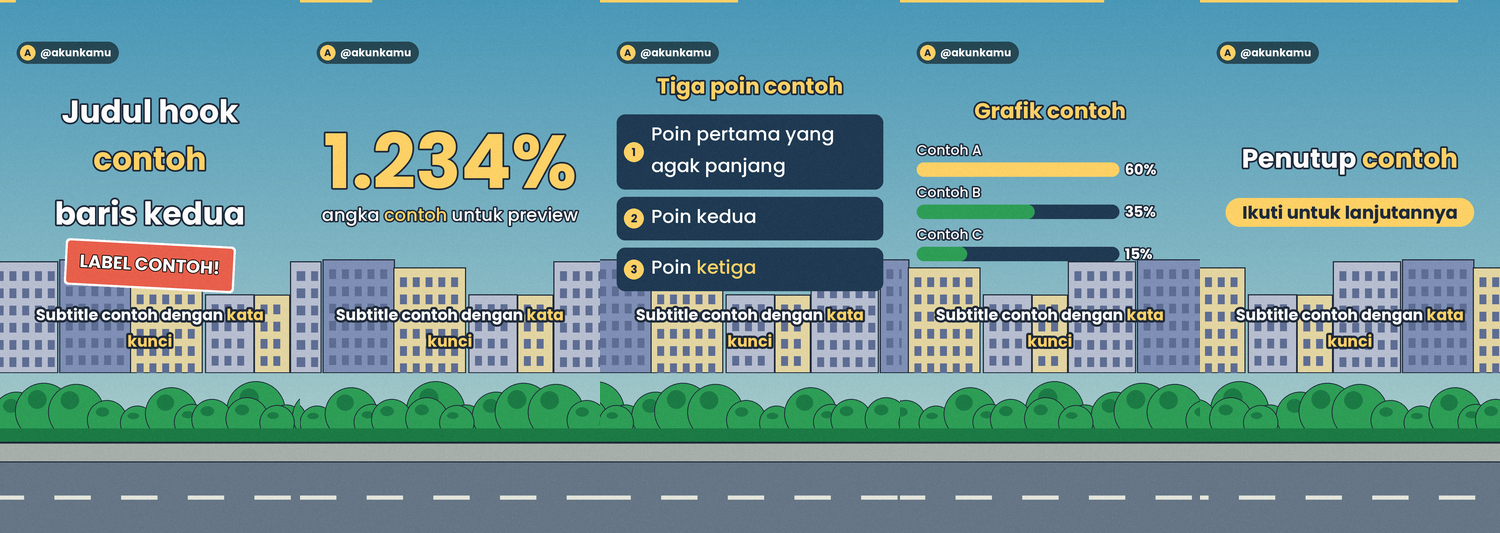 A @akunkamu
Judul hook
contoh
baris kedua
LABEL CONTOH!
Subtitle contoh dengan kata
kunci
A @akunkamu
1.234%
angka contoh untuk preview
Subtitle contoh dengan kata
kunci
A @akunkamu
Tiga poin contoh
1 Poin pertama yang
agak panjang
2 Poin kedua
3 Poin ketiga
Subtitle contoh dengan kata
kunci
A @akunkamu
Grafik contoh
Contoh A
60%
Contoh B
35%
Contoh C
15%
Subtitle contoh dengan kata
kunci
A @akunkamu
Penutup contoh
Ikuti untuk lanjutannya
Subtitle contoh dengan kata
kunci